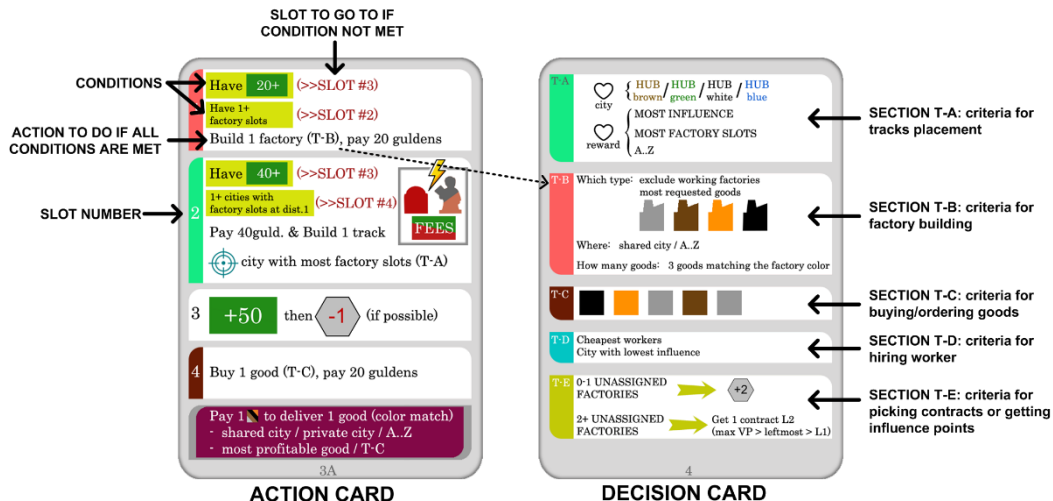 SLOT TO GO TO IF
CONDITION NOT MET
CONDITIONS
ACTION TO DO IF ALL
CONDITIONS ARE MET
SLOT NUMBER
Have 20+ (>>SLOT #3)
Have 1+
factory slots (>>SLOT #2)
Build 1 factory (T-B), pay 20 guldens
2
Have 40+ (>>SLOT #3)
1+ cities with
factory slots at dist.1 (>>SLOT #4)
FEES
Pay 40guld. & Build 1 track
city with most factory slots (T-A)
3 +50 then -1 (if possible)
4 Buy 1 good (T-C), pay 20 guldens
Pay 1 to deliver 1 good (color match)
- shared city / private city / A..Z
- most profitable good / T-C
3A
ACTION CARD
T-A
city { HUB brown / HUB green / HUB white / HUB blue
reward { MOST INFLUENCE
MOST FACTORY SLOTS
A..Z
T-B Which type: exclude working factories
most requested goods
Where: shared city / A..Z
How many goods: 3 goods matching the factory color
T-C
T-D Cheapest workers
City with lowest influence
T-E 0-1 UNASSIGNED
FACTORIES +2
2+ UNASSIGNED
FACTORIES
Get 1 contract L2
(max VP > leftmost > L1)
4
DECISION CARD
SECTION T-A: criteria for
tracks placement
SECTION T-B: criteria for
factory building
SECTION T-C: criteria for
buying/ordering goods
SECTION T-D: criteria for
hiring worker
SECTION T-E: criteria for
picking contracts or getting
influence points